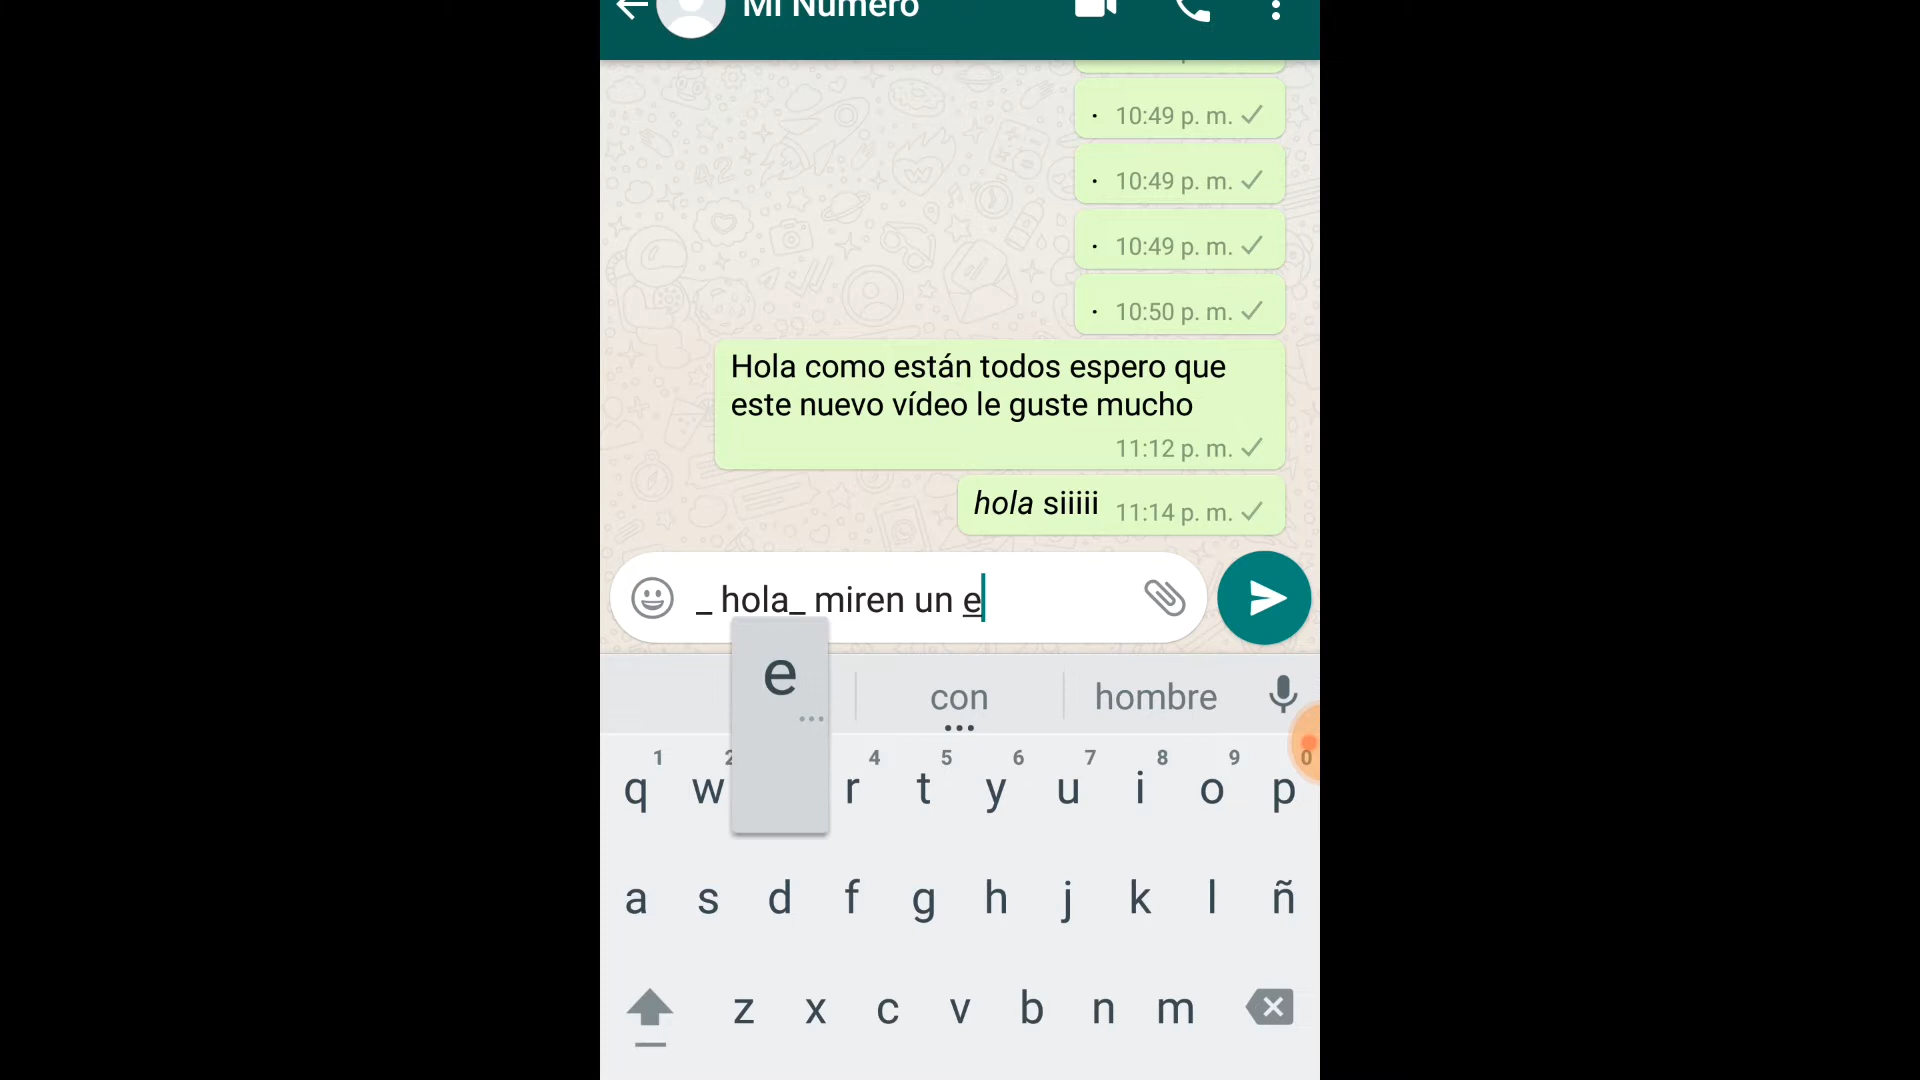 Mi Número
· 10:49 p. m.
· 10:49 p. m.
· 10:49 p. m.
· 10:50 p. m.
Hola como están todos espero que
este nuevo vídeo le guste mucho
11:12 p. m.
hola siiiii 11:14 p. m.
_ hola_ miren un e
e
con hombre
1 2 4 5 6 7 8 9 0
q w r t y u i o p
a s d f g h j k l ñ
z x c v b n m